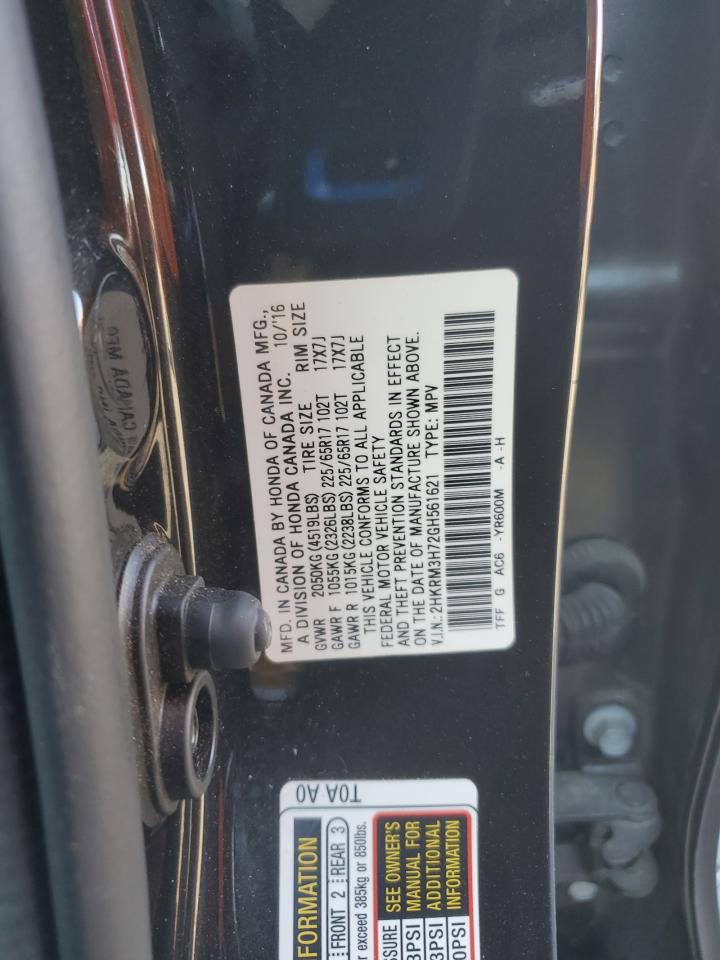 MFD. IN CANADA BY HONDA OF CANADA MFG.,
A DIVISION OF HONDA CANADA INC. 10/'16
GVWR 2050KG (4519LBS) TIRE SIZE RIM SIZE
GAWR F 1055KG (2326LBS) 225/65R17 102T 17X7J
GAWR R 1015KG (2238LBS) 225/65R17 102T 17X7J
THIS VEHICLE CONFORMS TO ALL APPLICABLE
FEDERAL MOTOR VEHICLE SAFETY
AND THEFT PREVENTION STANDARDS IN EFFECT
ON THE DATE OF MANUFACTURE SHOWN ABOVE.
V.I.N.: 2HKRM3H72GH561621 TYPE: MPV
TFF G AC6 -YR600M -A -H
T0A A0
FORMATION
FRONT 2 REAR 3
exceed 385kg or 850lbs.
SEE OWNER'S
MANUAL FOR
ADDITIONAL
INFORMATION